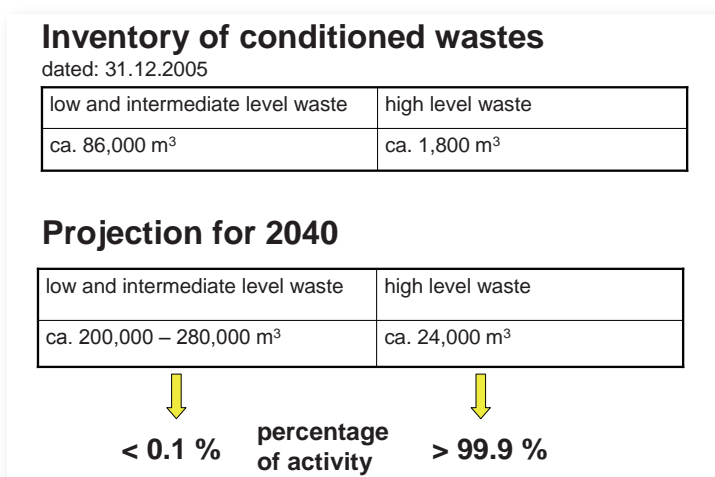 Inventory of conditioned wastes
dated: 31.12.2005
low and intermediate level waste high level waste
ca. 86,000 m³ ca. 1,800 m³
Projection for 2040
low and intermediate level waste high level waste
ca. 200,000 – 280,000 m³ ca. 24,000 m³
< 0.1 % percentage of activity > 99.9 %